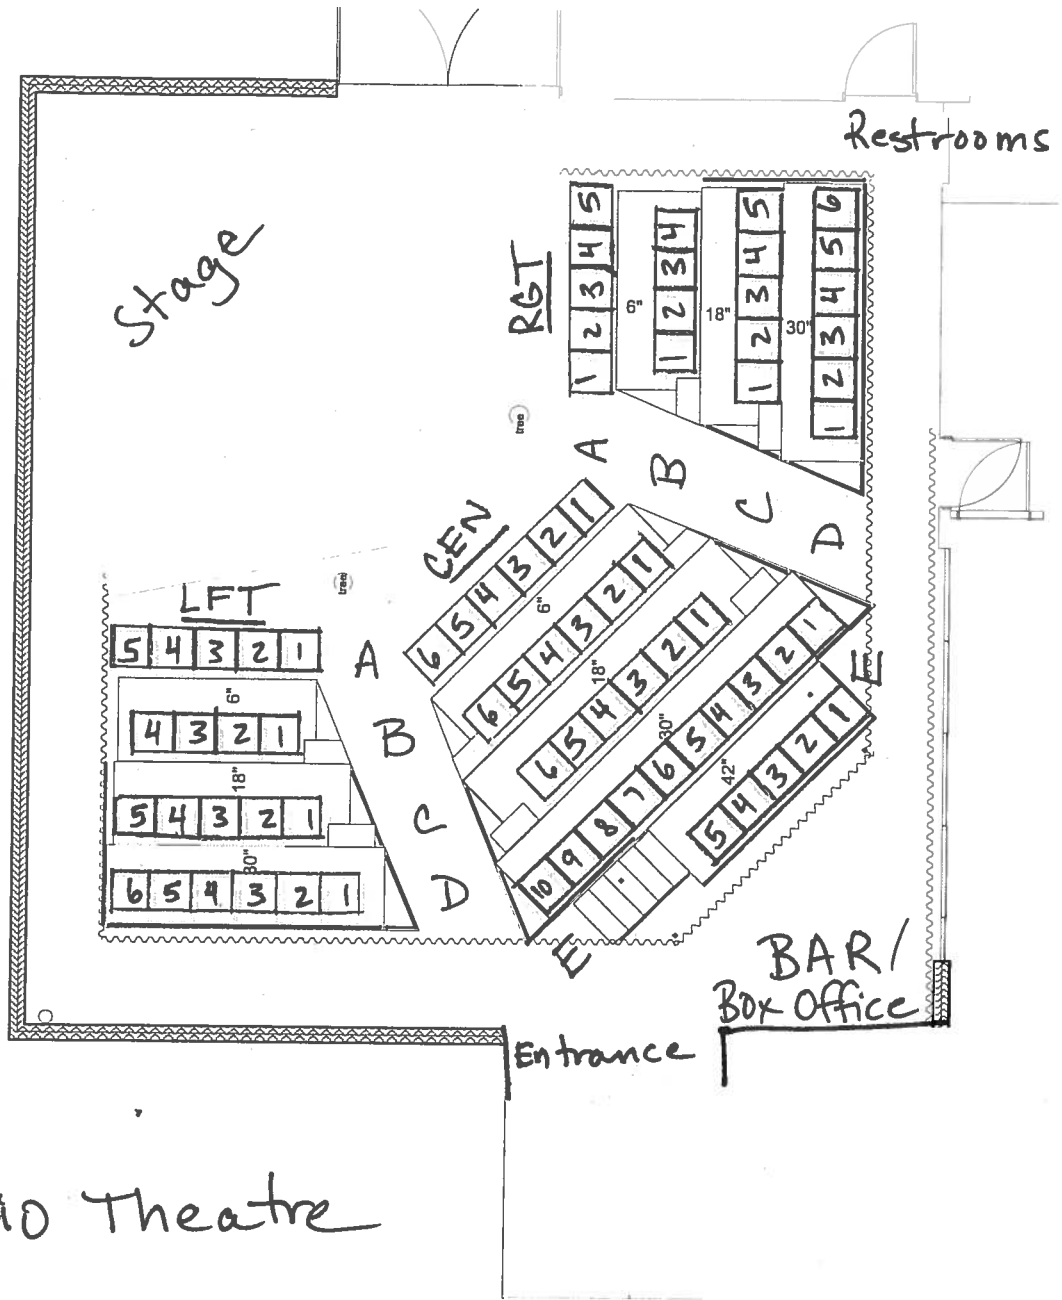 Restrooms
Stage
RGT
5 4 3 2 1
6"
4 3 2 1
18"
5 4 3 2 1
30"
6 5 4 3 2 1
tree
A
B
C
D
CEN
1 2 3 4 5 6
6"
1 2 3 4 5 6
18"
1 2 3 4 5 6
30"
1 2 3 4 5 6 7 8 9 10
E
42"
1 2 3 4 5
E
tree
LFT
5 4 3 2 1
6"
4 3 2 1
18"
5 4 3 2 1
30"
6 5 4 3 2 1
A
B
C
D
BAR/
Box Office
Entrance
Theatre